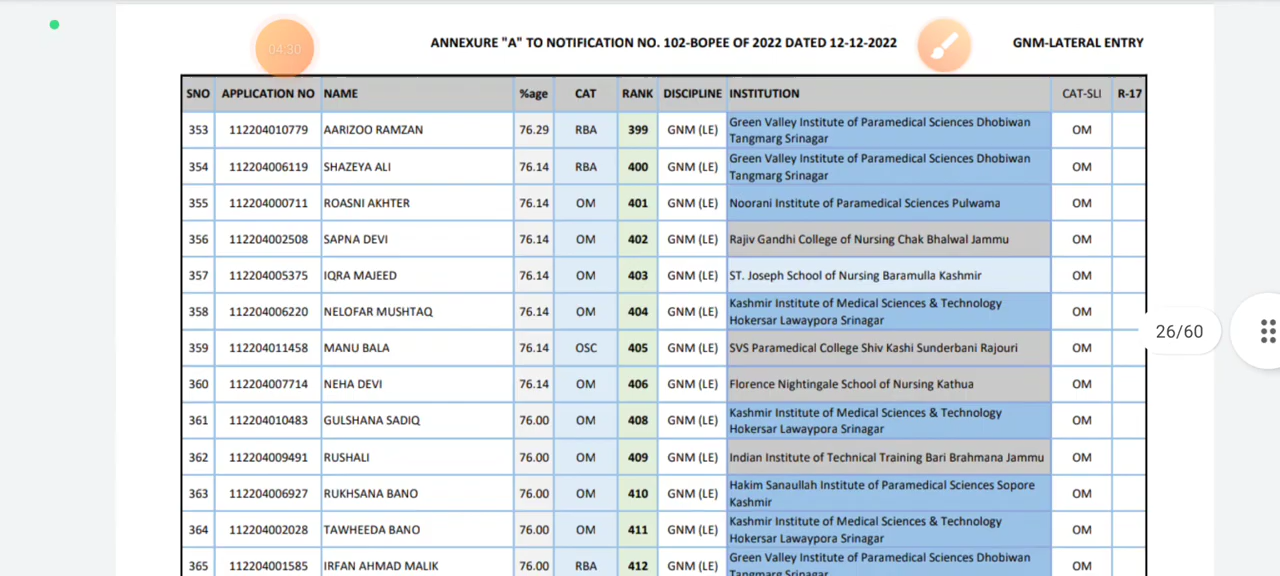 04:30
ANNEXURE "A" TO NOTIFICATION NO. 102-BOPEE OF 2022 DATED 12-12-2022 GNM-LATERAL ENTRY
SNO APPLICATION NO NAME %age CAT RANK DISCIPLINE INSTITUTION CAT-SLI R-17
353 112204010779 AARIZOO RAMZAN 76.29 RBA 399 GNM (LE) Green Valley Institute of Paramedical Sciences Dhobiwan
Tangmarg Srinagar OM
354 112204006119 SHAZEYA ALI 76.14 RBA 400 GNM (LE) Green Valley Institute of Paramedical Sciences Dhobiwan
Tangmarg Srinagar OM
355 112204000711 ROASNI AKHTER 76.14 OM 401 GNM (LE) Noorani Institute of Paramedical Sciences Pulwama OM
356 112204002508 SAPNA DEVI 76.14 OM 402 GNM (LE) Rajiv Gandhi College of Nursing Chak Bhalwal Jammu OM
357 112204005375 IQRA MAJEED 76.14 OM 403 GNM (LE) ST. Joseph School of Nursing Baramulla Kashmir OM
358 112204006220 NELOFAR MUSHTAQ 76.14 OM 404 GNM (LE) Kashmir Institute of Medical Sciences & Technology
Hokersar Lawaypora Srinagar OM
359 112204011458 MANU BALA 76.14 OSC 405 GNM (LE) SVS Paramedical College Shiv Kashi Sunderbani Rajouri OM
360 112204007714 NEHA DEVI 76.14 OM 406 GNM (LE) Florence Nightingale School of Nursing Kathua OM
361 112204010483 GULSHANA SADIQ 76.00 OM 408 GNM (LE) Kashmir Institute of Medical Sciences & Technology
Hokersar Lawaypora Srinagar OM
362 112204009491 RUSHALI 76.00 OM 409 GNM (LE) Indian Institute of Technical Training Bari Brahmana Jammu OM
363 112204006927 RUKHSANA BANO 76.00 OM 410 GNM (LE) Hakim Sanaullah Institute of Paramedical Sciences Sopore
Kashmir OM
364 112204002028 TAWHEEDA BANO 76.00 OM 411 GNM (LE) Kashmir Institute of Medical Sciences & Technology
Hokersar Lawaypora Srinagar OM
365 112204001585 IRFAN AHMAD MALIK 76.00 RBA 412 GNM (LE) Green Valley Institute of Paramedical Sciences Dhobiwan
Tangmarg Srinagar OM
26/60